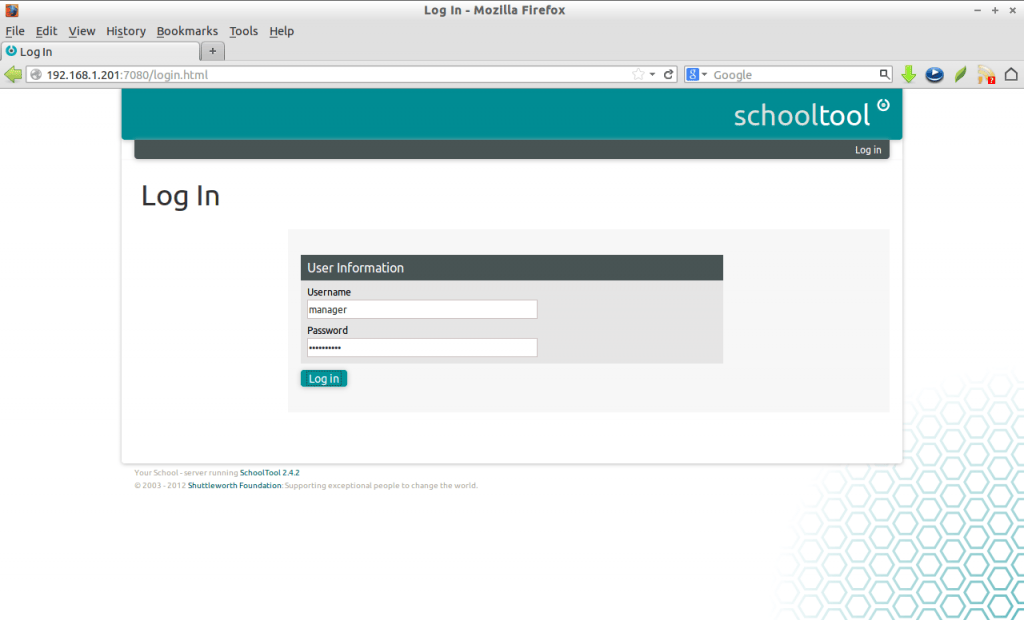 Log In - Mozilla Firefox
File Edit View History Bookmarks Tools Help
Log In
192.168.1.201:7080/login.html
Google
schooltool
Log in
Log In
User Information
Username
manager
Password
••••••••••
Log in
Your School - server running SchoolTool 2.4.2
© 2003 - 2012 Shuttleworth Foundation: Supporting exceptional people to change the world.